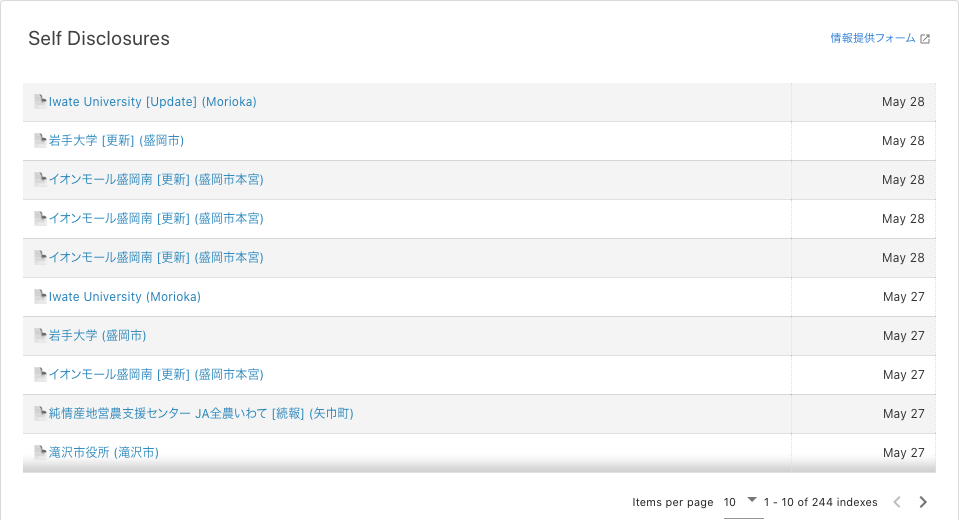 Self Disclosures
情報提供フォーム
Iwate University [Update] (Morioka) May 28
岩手大学 [更新] (盛岡市) May 28
イオンモール盛岡南 [更新] (盛岡市本宮) May 28
イオンモール盛岡南 [更新] (盛岡市本宮) May 28
イオンモール盛岡南 [更新] (盛岡市本宮) May 28
Iwate University (Morioka) May 27
岩手大学 (盛岡市) May 27
イオンモール盛岡南 [更新] (盛岡市本宮) May 27
純情産地営農支援センター JA全農いわて [続報] (矢巾町) May 27
滝沢市役所 (滝沢市) May 27
Items per page 10 1 - 10 of 244 indexes